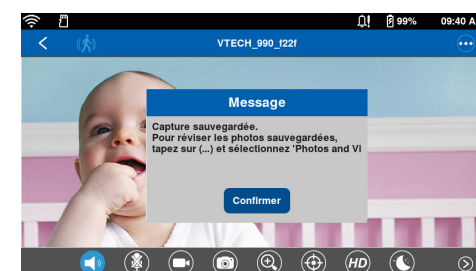 99% 09:40 A
VTECH_990_f22f
Message
Capture sauvegardée.
Pour réviser les photos sauvegardées,
tapez sur (...) et sélectionnez 'Photos and Vi
Confirmer
HD